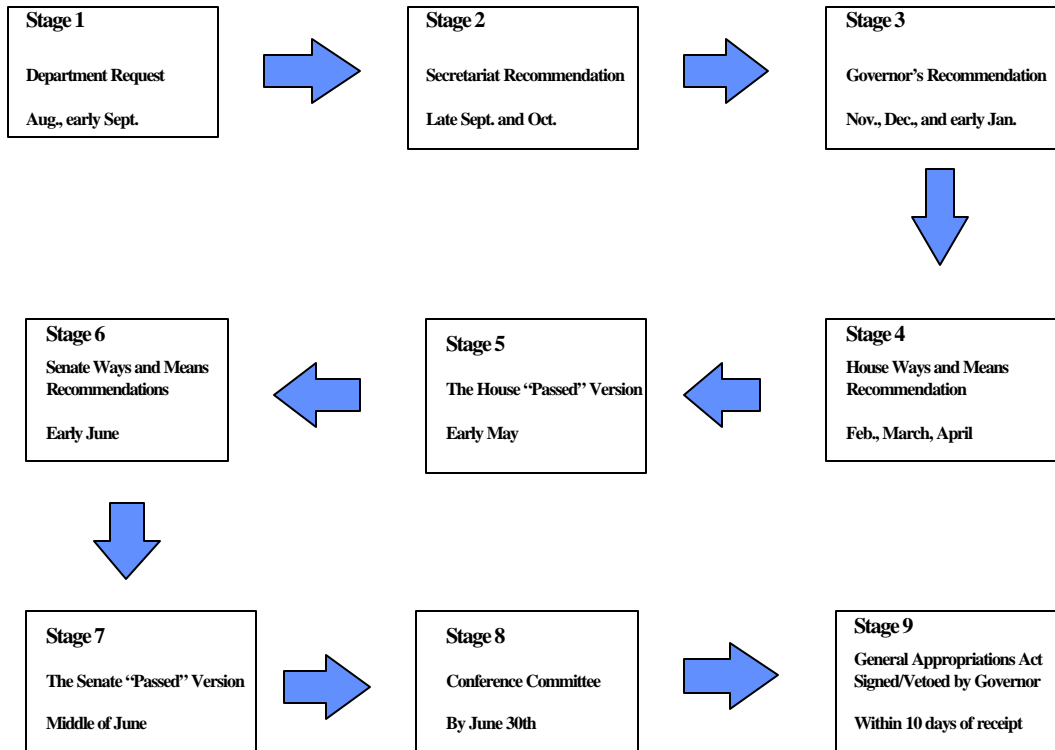 Stage 1
Department Request
Aug., early Sept.
Stage 2
Secretariat Recommendation
Late Sept. and Oct.
Stage 3
Governor’s Recommendation
Nov., Dec., and early Jan.
Stage 4
House Ways and Means
Recommendation
Feb., March, April
Stage 5
The House “Passed” Version
Early May
Stage 6
Senate Ways and Means
Recommendations
Early June
Stage 7
The Senate “Passed” Version
Middle of June
Stage 8
Conference Committee
By June 30th
Stage 9
General Appropriations Act
Signed/Vetoed by Governor
Within 10 days of receipt